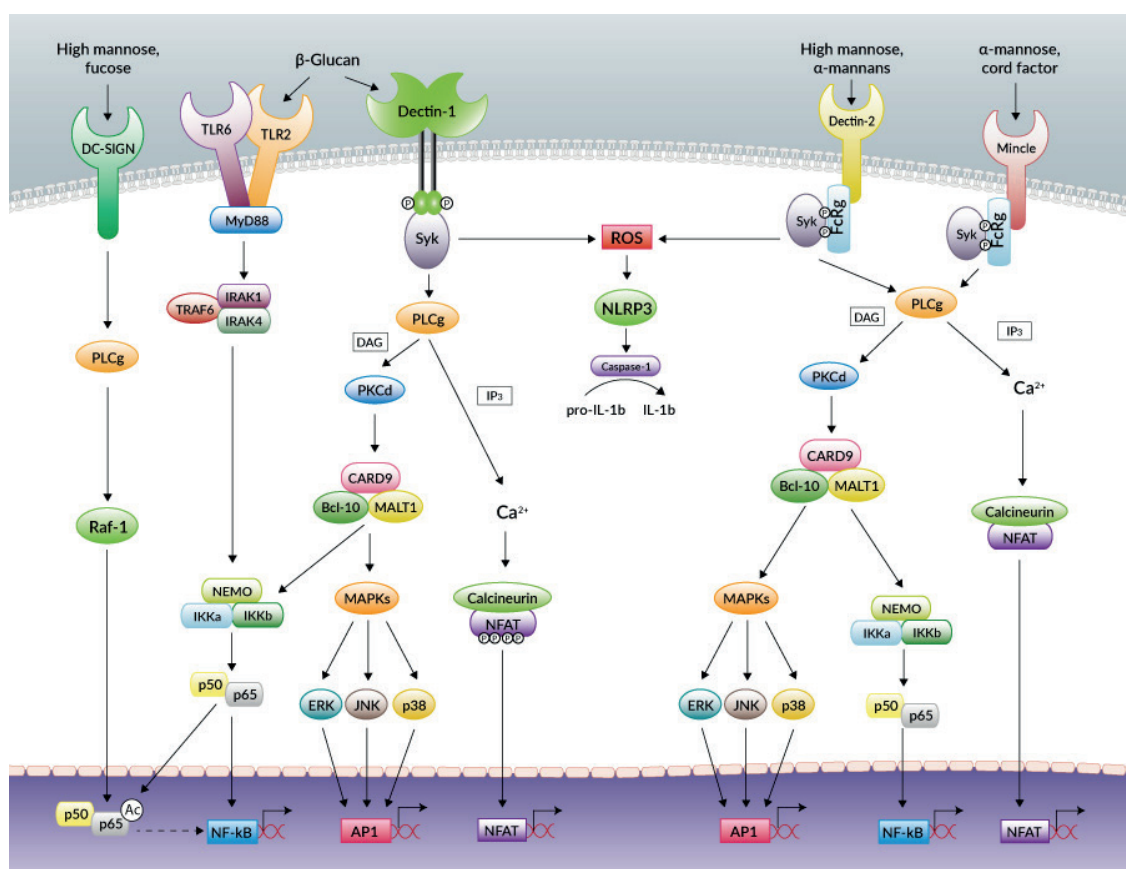 High mannose,
fucose
β-Glucan
High mannose,
α-mannans
α-mannose,
cord factor
DC-SIGN
TLR6
TLR2
Dectin-1
Dectin-2
Mincle
MyD88
P
P
Syk
ROS
Syk
P
P
FcRg
Syk
P
P
FcRg
TRAF6
IRAK1
IRAK4
PLCg
PLCg
NLRP3
PLCg
DAG
IP3
DAG
IP3
PKCd
Caspase-1
pro-IL-1b
IL-1b
PKCd
Ca2+
CARD9
Bcl-10
MALT1
Ca2+
CARD9
Bcl-10
MALT1
Raf-1
Calcineurin
NFAT
NEMO
IKKa
IKKb
MAPKs
Calcineurin
NFAT
P
P
P
P
MAPKs
NEMO
IKKa
IKKb
p50
p65
ERK
JNK
p38
ERK
JNK
p38
p50
p65
p50
p65
Ac
NF-kB
AP1
NFAT
AP1
NF-kB
NFAT